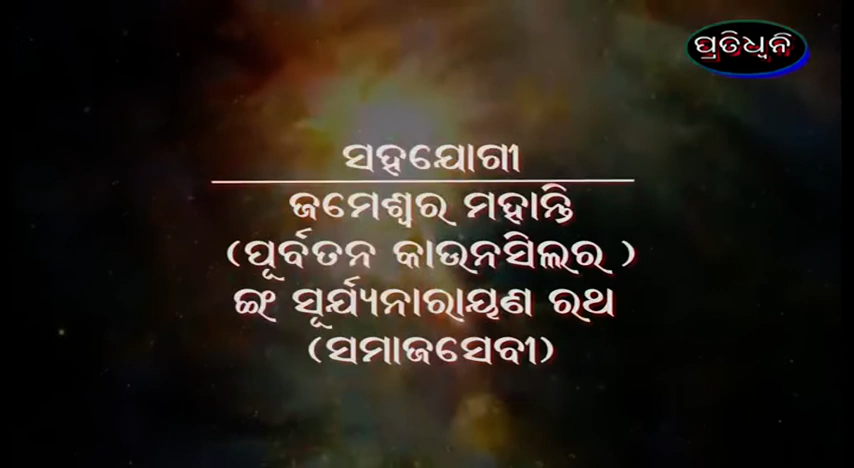 ପ୍ରତିଧ୍ୱନି
ସହଯୋଗୀ
ଜମେଶ୍ୱର ମହାନ୍ତି
(ପୂର୍ବତନ କାଉନସିଲର )
ଇଂ ସୂର୍ଯ୍ୟନାରାୟଣ ରଥ
(ସମାଜସେବୀ)